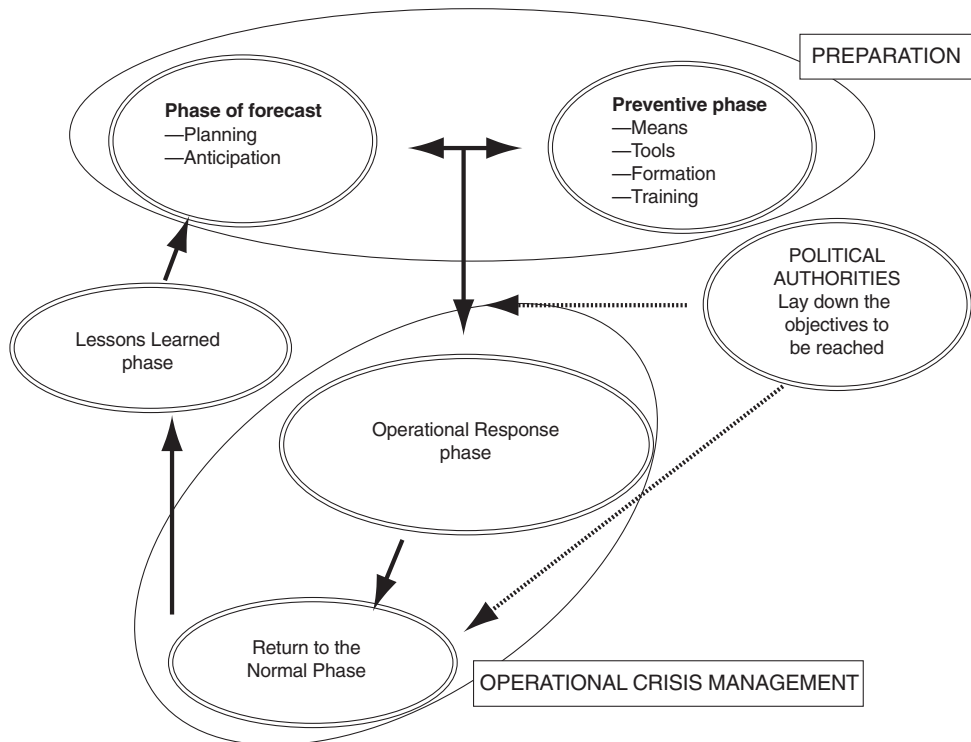 PREPARATION
Phase of forecast
—Planning
—Anticipation
Preventive phase
—Means
—Tools
—Formation
—Training
POLITICAL
AUTHORITIES
Lay down the
objectives to
be reached
Lessons Learned
phase
Operational Response
phase
Return to the
Normal Phase
OPERATIONAL CRISIS MANAGEMENT